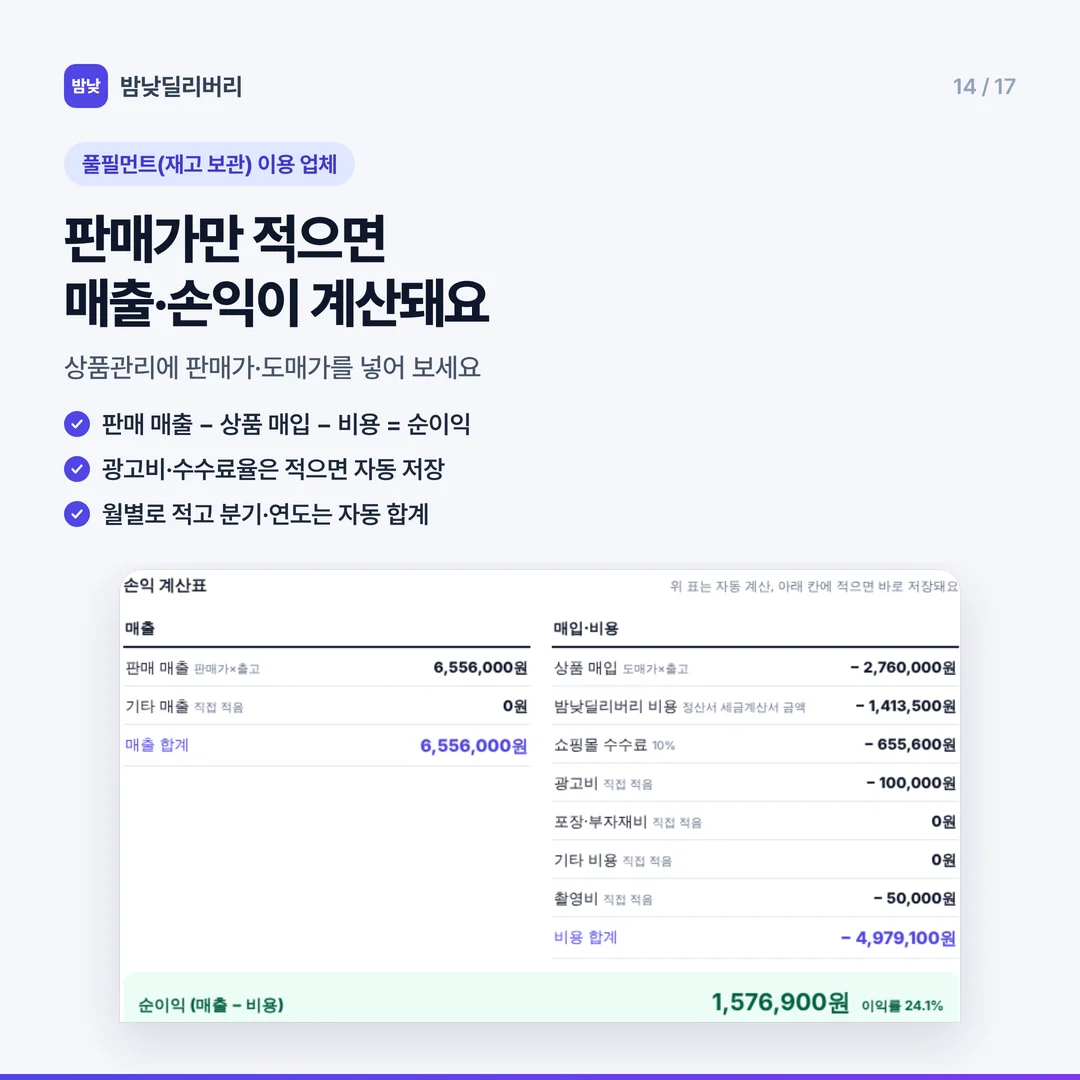 밤낮 밤낮딜리버리
14 / 17
풀필먼트(재고 보관) 이용 업체
판매가만 적으면
매출·손익이 계산돼요
상품관리에 판매가·도매가를 넣어 보세요
판매 매출 – 상품 매입 – 비용 = 순이익
광고비·수수료율은 적으면 자동 저장
월별로 적고 분기·연도는 자동 합계
손익 계산표
위 표는 자동 계산, 아래 칸에 적으면 바로 저장돼요
매출
판매 매출 판매가×출고 6,556,000원
기타 매출 직접 적음 0원
매출 합계 6,556,000원
매입·비용
상품 매입 도매가×출고 – 2,760,000원
밤낮딜리버리 비용 정산서 세금계산서 금액 – 1,413,500원
쇼핑몰 수수료 10% – 655,600원
광고비 직접 적음 – 100,000원
포장·부자재비 직접 적음 0원
기타 비용 직접 적음 0원
촬영비 직접 적음 – 50,000원
비용 합계 – 4,979,100원
순이익 (매출 – 비용) 1,576,900원 이익률 24.1%